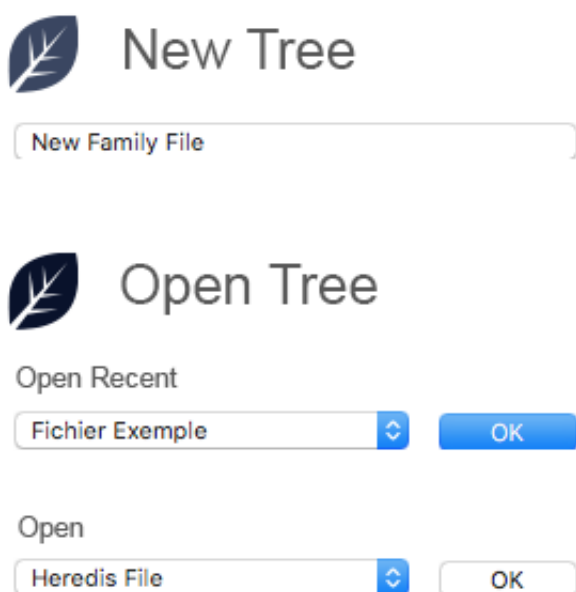 New Tree
New Family File
Open Tree
Open Recent
Fichier Exemple OK
Open
Heredis File OK